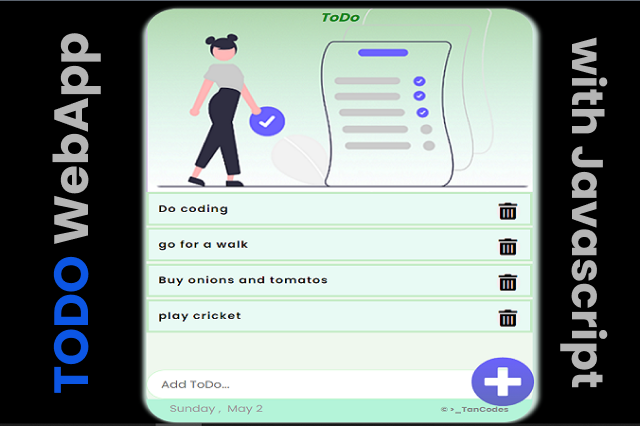 TODO WebApp
ToDo
Do coding
go for a walk
Buy onions and tomatos
play cricket
Add ToDo...
Sunday , May 2
© >_TanCodes
with Javascript